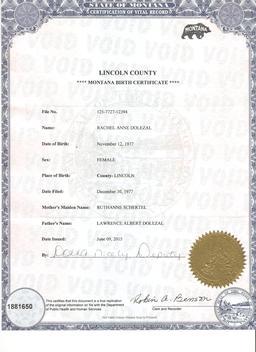 STATE OF MONTANA
CERTIFICATION OF VITAL RECORD
MONTANA
LINCOLN COUNTY
**** MONTANA BIRTH CERTIFICATE ****
File No. 125-7727-12394
Name: RACHEL ANNE DOLEZAL
Date of Birth: November 12, 1977
Sex: FEMALE
Place of Birth: County: LINCOLN
Date Filed: December 30, 1977
Mother's Maiden Name: RUTHANNE SCHERTEL
Father's Name: LAWRENCE ALBERT DOLEZAL
Date Issued: June 09, 2015
By: Deputy
1881650
This certifies that this document is a true replication
of the original information on file with the Department
of Public Health and Human Services
Robin A. Benson
Clerk and Recorder